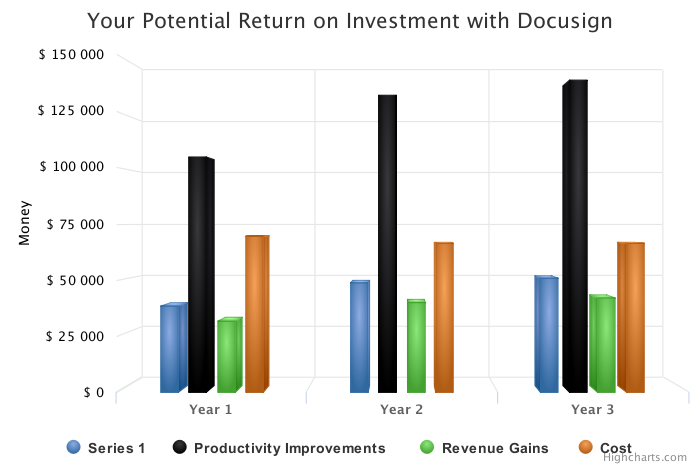 Your Potential Return on Investment with Docusign
$ 150 000
$ 125 000
$ 100 000
$ 75 000
$ 50 000
$ 25 000
$ 0
Money
Year 1
Year 2
Year 3
Series 1
Productivity Improvements
Revenue Gains
Cost
Highcharts.com